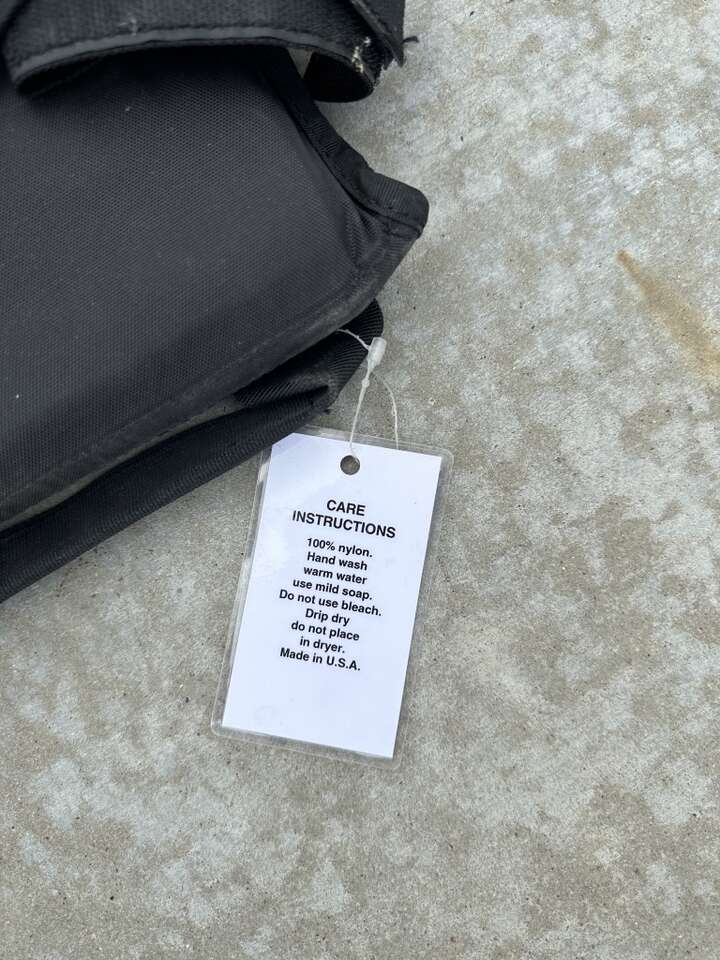 CARE
INSTRUCTIONS
100% nylon.
Hand wash
warm water
use mild soap.
Do not use bleach.
Drip dry
do not place
in dryer.
Made in U.S.A.